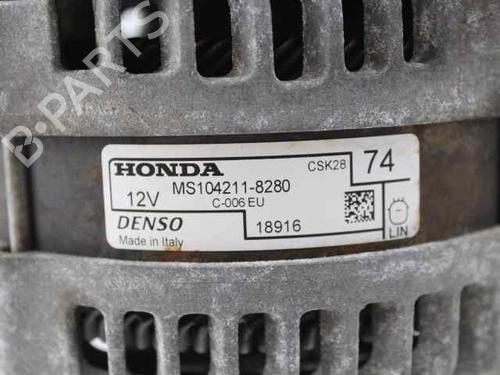 B-PARTS
HONDA
CSK28
74
12V
MS104211-8280
C-006 EU
DENSO
18916
Made in Italy
LIN